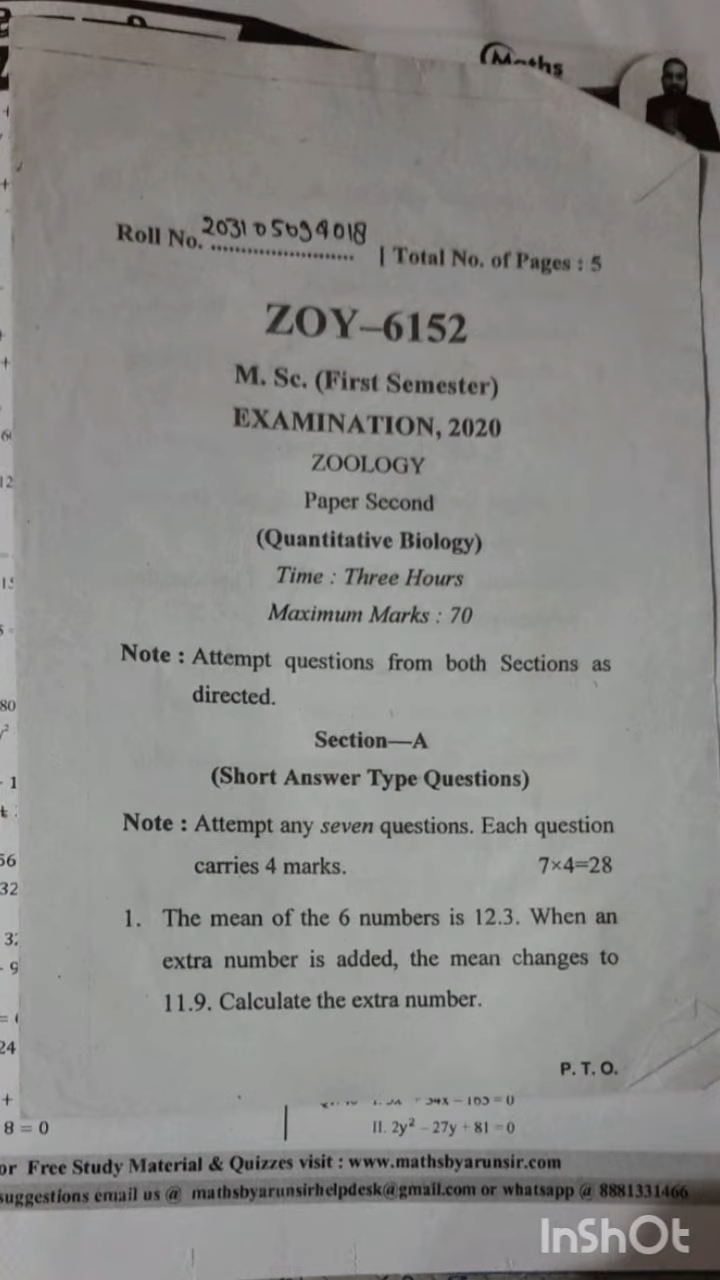 Maths
Roll No. 203105094018 | Total No. of Pages : 5
ZOY–6152
M. Sc. (First Semester)
EXAMINATION, 2020
ZOOLOGY
Paper Second
(Quantitative Biology)
Time : Three Hours
Maximum Marks : 70
Note : Attempt questions from both Sections as
directed.
Section—A
(Short Answer Type Questions)
Note : Attempt any seven questions. Each question
carries 4 marks. 7×4=28
1. The mean of the 6 numbers is 12.3. When an
extra number is added, the mean changes to
11.9. Calculate the extra number.
P. T. O.
8 = 0
II. 2y² – 27y + 81 = 0
or Free Study Material & Quizzes visit : www.mathsbyarunsir.com
suggestions email us @ mathsbyarunsirhelpdesk@gmail.com or whatsapp @ 8881331466
InShOt